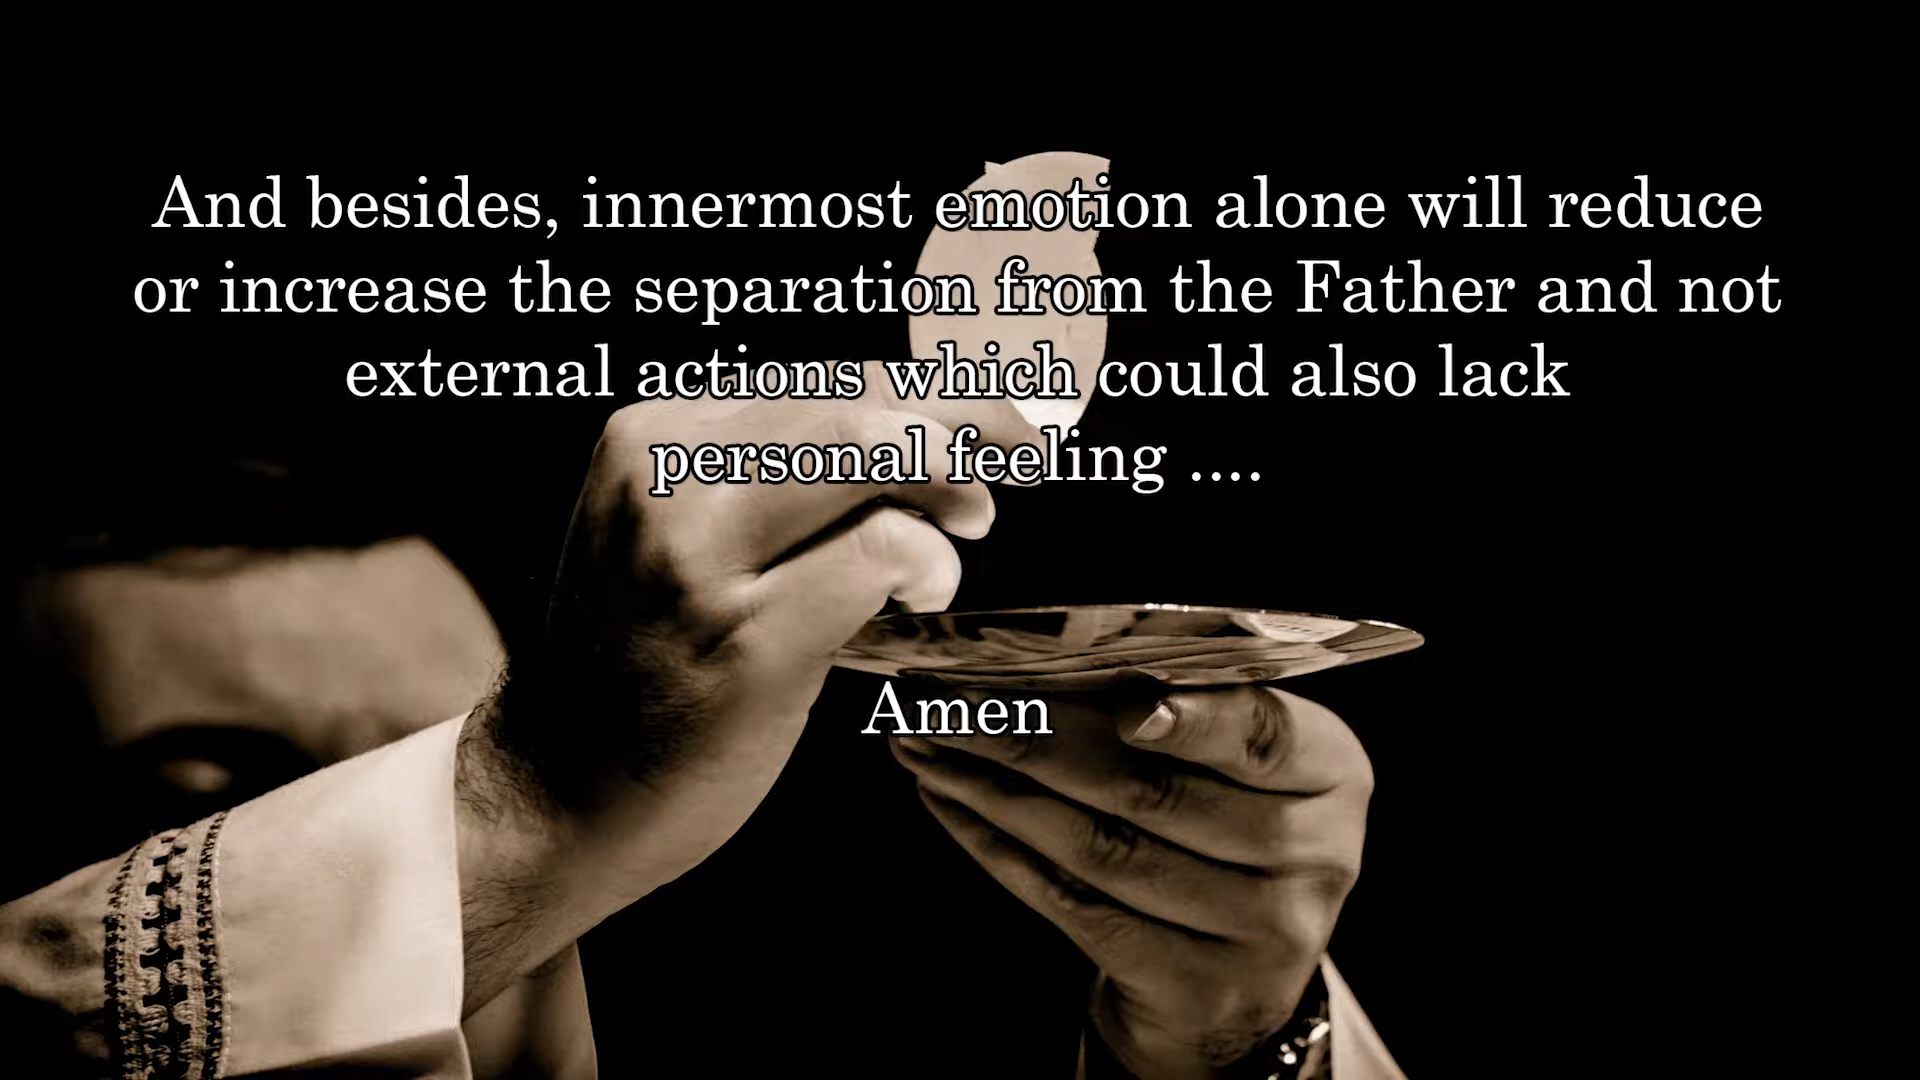 And besides, innermost emotion alone will reduce
or increase the separation from the Father and not
external actions which could also lack
personal feeling ....
Amen